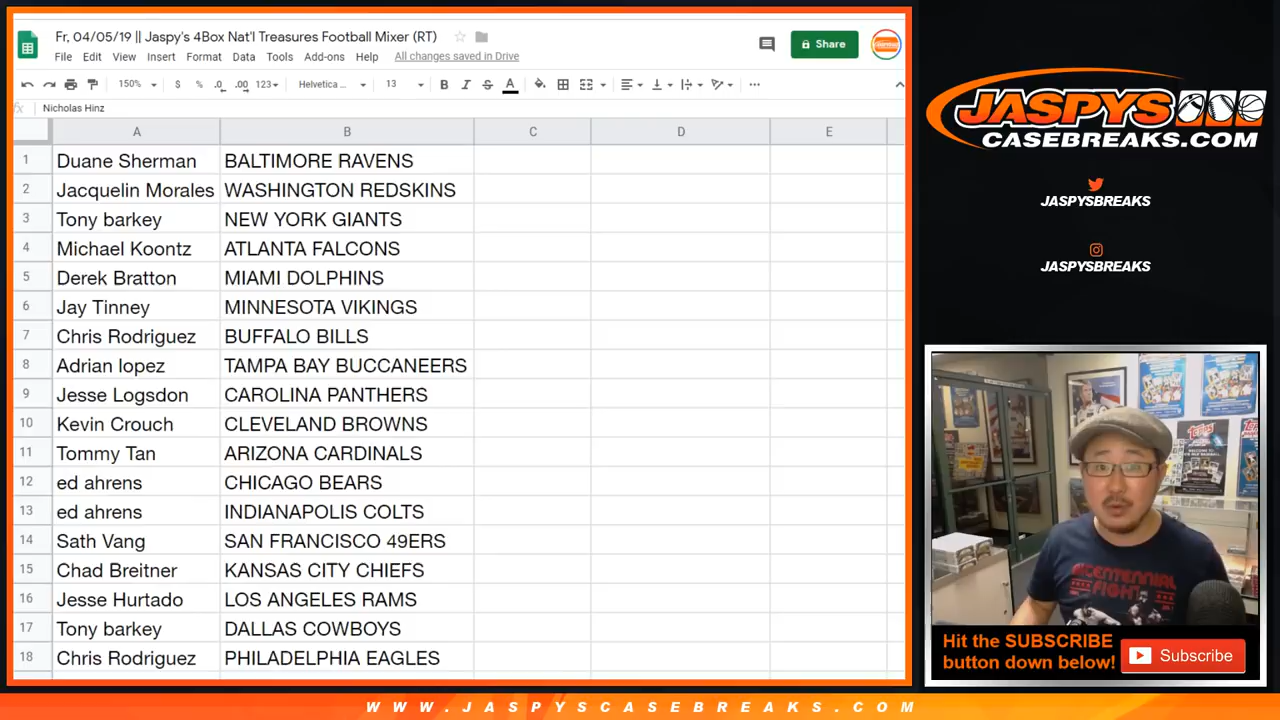 Fr, 04/05/19 || Jaspy's 4Box Nat'l Treasures Football Mixer (RT)
File Edit View Insert Format Data Tools Add-ons Help All changes saved in Drive
Share
150% $ % .0 .00 123 Helvetica ... 13 B I S A
fx Nicholas Hinz
A B C D E
1 Duane Sherman BALTIMORE RAVENS
2 Jacquelin Morales WASHINGTON REDSKINS
3 Tony barkey NEW YORK GIANTS
4 Michael Koontz ATLANTA FALCONS
5 Derek Bratton MIAMI DOLPHINS
6 Jay Tinney MINNESOTA VIKINGS
7 Chris Rodriguez BUFFALO BILLS
8 Adrian lopez TAMPA BAY BUCCANEERS
9 Jesse Logsdon CAROLINA PANTHERS
10 Kevin Crouch CLEVELAND BROWNS
11 Tommy Tan ARIZONA CARDINALS
12 ed ahrens CHICAGO BEARS
13 ed ahrens INDIANAPOLIS COLTS
14 Sath Vang SAN FRANCISCO 49ERS
15 Chad Breitner KANSAS CITY CHIEFS
16 Jesse Hurtado LOS ANGELES RAMS
17 Tony barkey DALLAS COWBOYS
18 Chris Rodriguez PHILADELPHIA EAGLES
JASPYS
CASEBREAKS.COM
JASPYSBREAKS
JASPYSBREAKS
topps
BICENTENNIAL
FIGHT
Hit the SUBSCRIBE
button down below!
Subscribe
WWW.JASPYSCASEBREAKS.COM